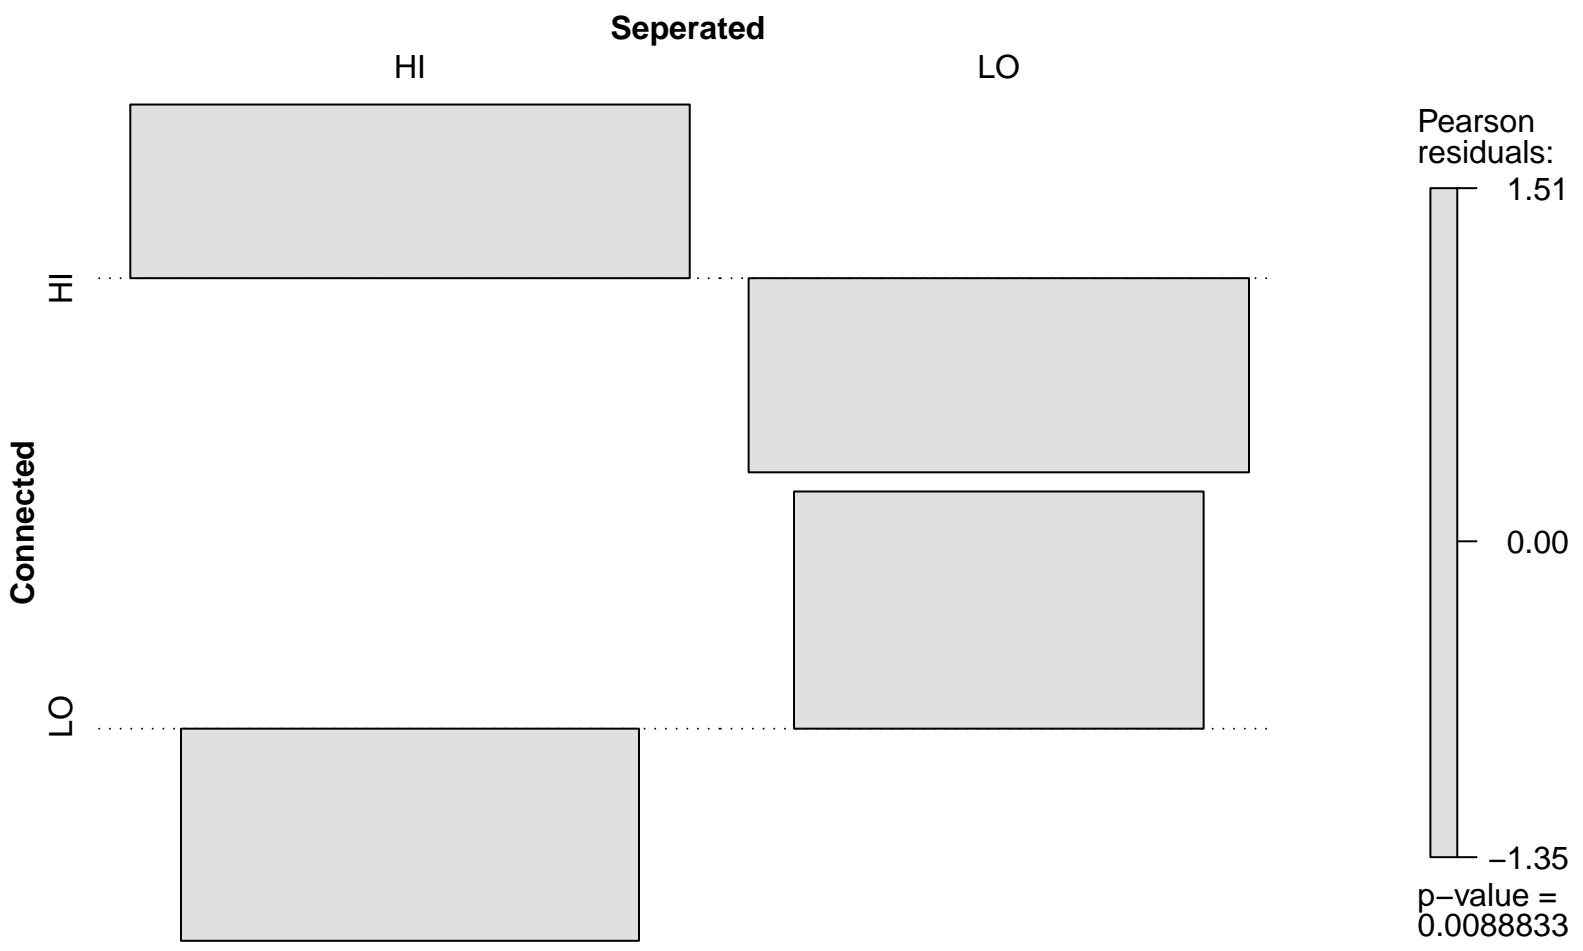 Seperated
HI
LO
HI
Connected
LO
Pearson
residuals:
1.51
0.00
−1.35
p−value =
0.0088833